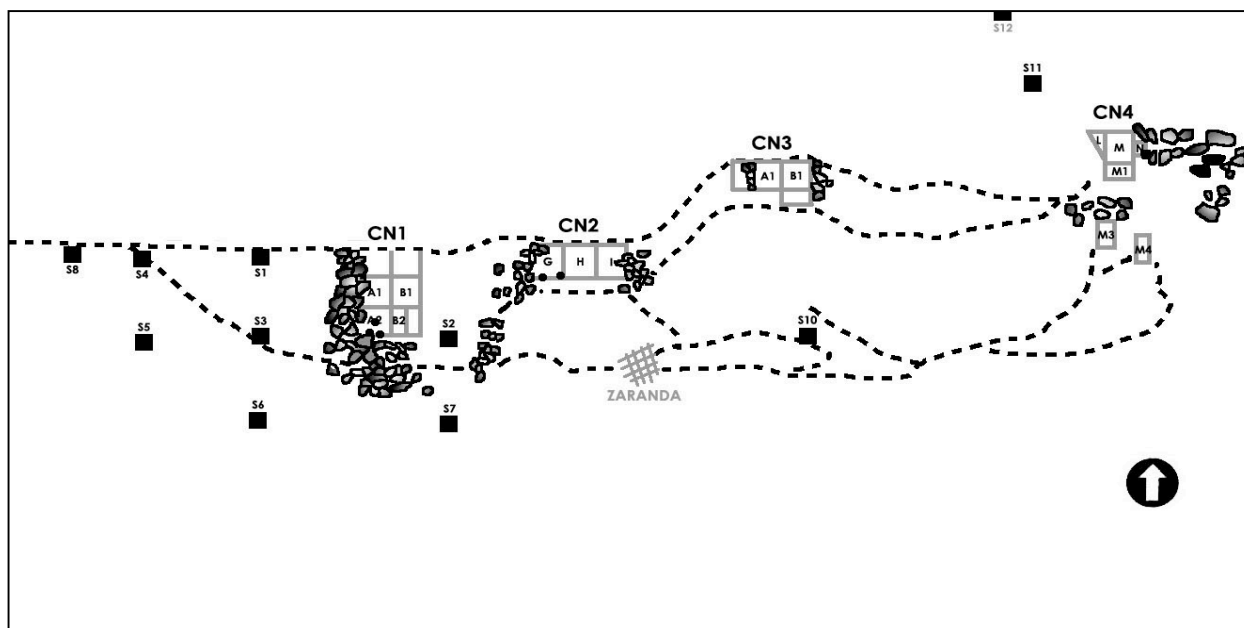 S12
S11
CN4
L M N
M1
CN3
A1 B1
M3
M4
CN2
G H I
CN1
S8
S4
S1
A1 B1
A2 B2
S3
S5
S2
S10
ZARANDA
S6
S7